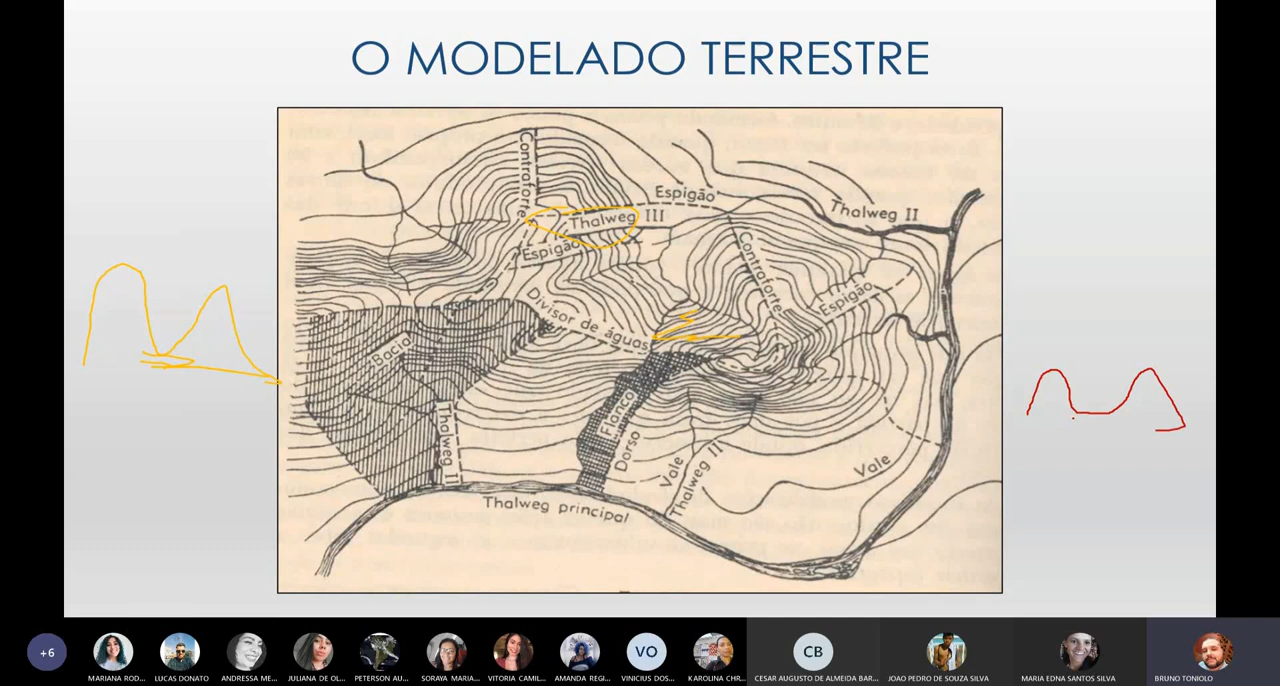 O MODELADO TERRESTRE
Contraforte
Espigão
Thalweg III
Thalweg II
Espigão
Contraforte
Espigão
Divisor de águas
Bacia
Flanco
Dorso
Thalweg II
Vale
Thalweg II
Vale
Thalweg principal
+6
VO
CB
MARIANA ROD...
LUCAS DONATO
ANDRESSA ME...
JULIANA DE OL...
PETERSON AU...
SORAYA MARIA...
VITORIA CAMIL...
AMANDA REGI...
VINICIUS DOS...
KAROLINA CHR...
CESAR AUGUSTO DE ALMEIDA BAR...
JOAO PEDRO DE SOUZA SILVA
MARIA EDNA SANTOS SILVA
BRUNO TONIOLO